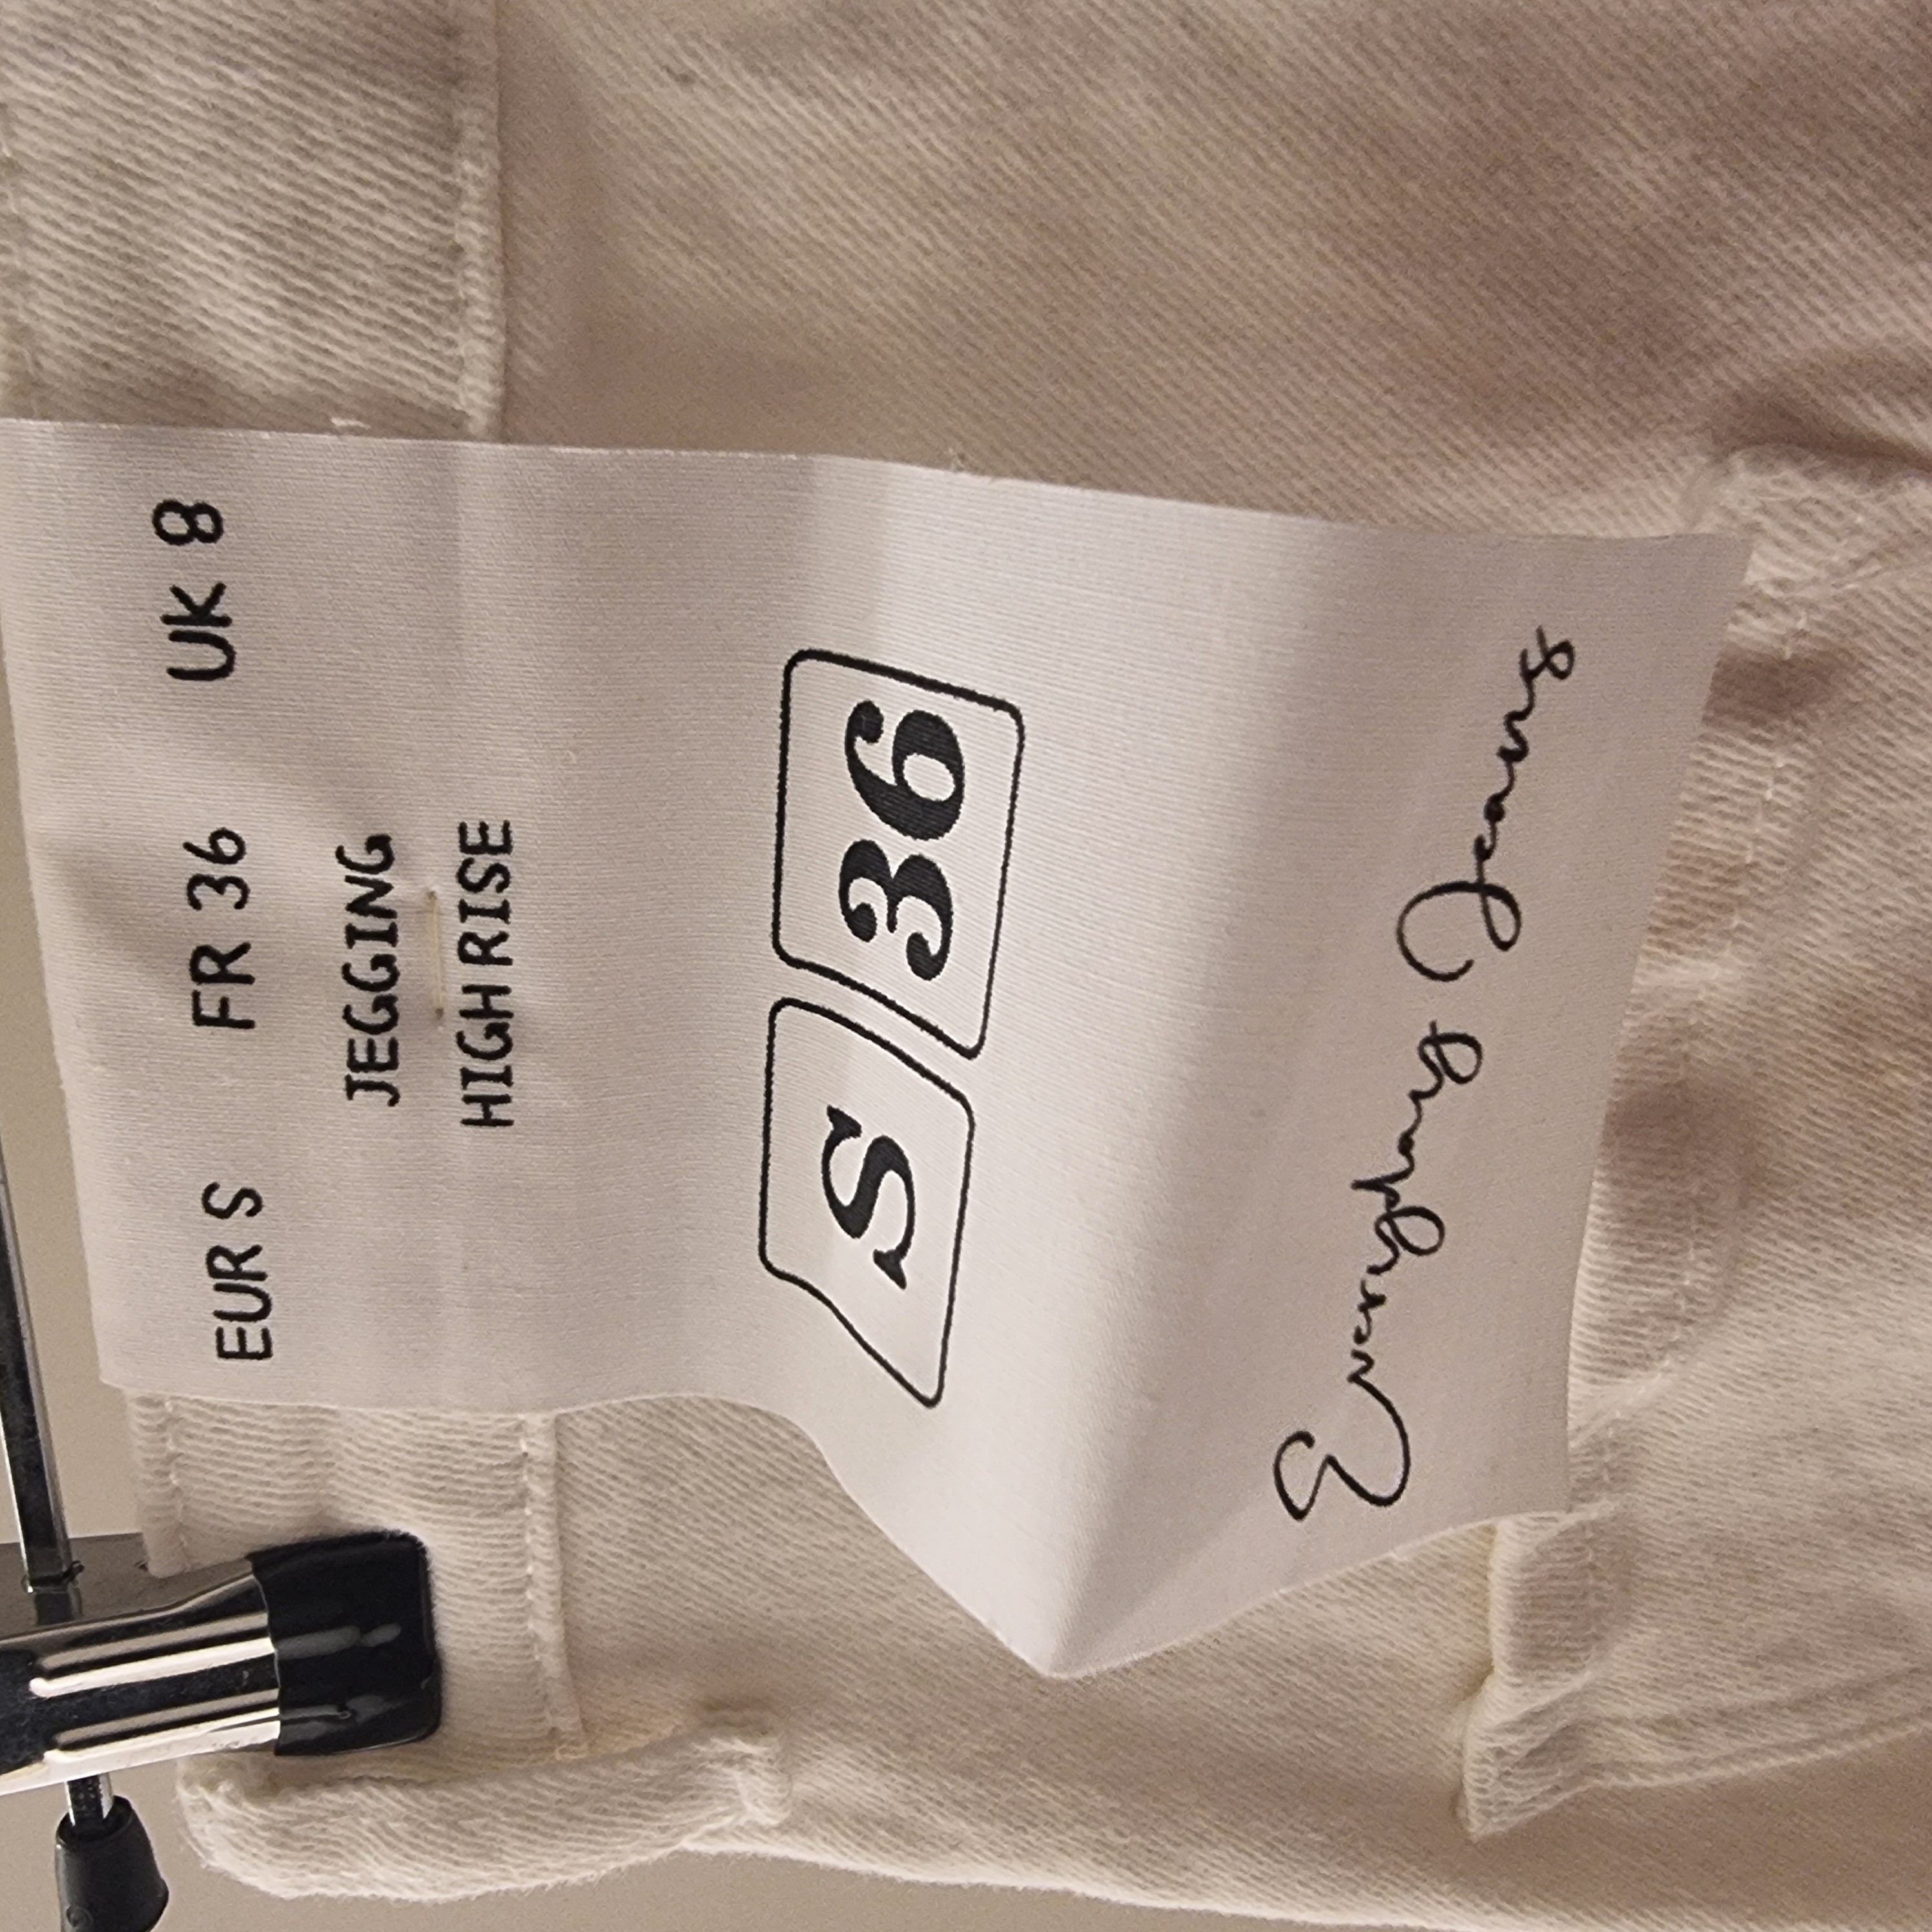 EUR S FR 36 UK 8
JEGGING
HIGH RISE
S 36
Everyday Jeans